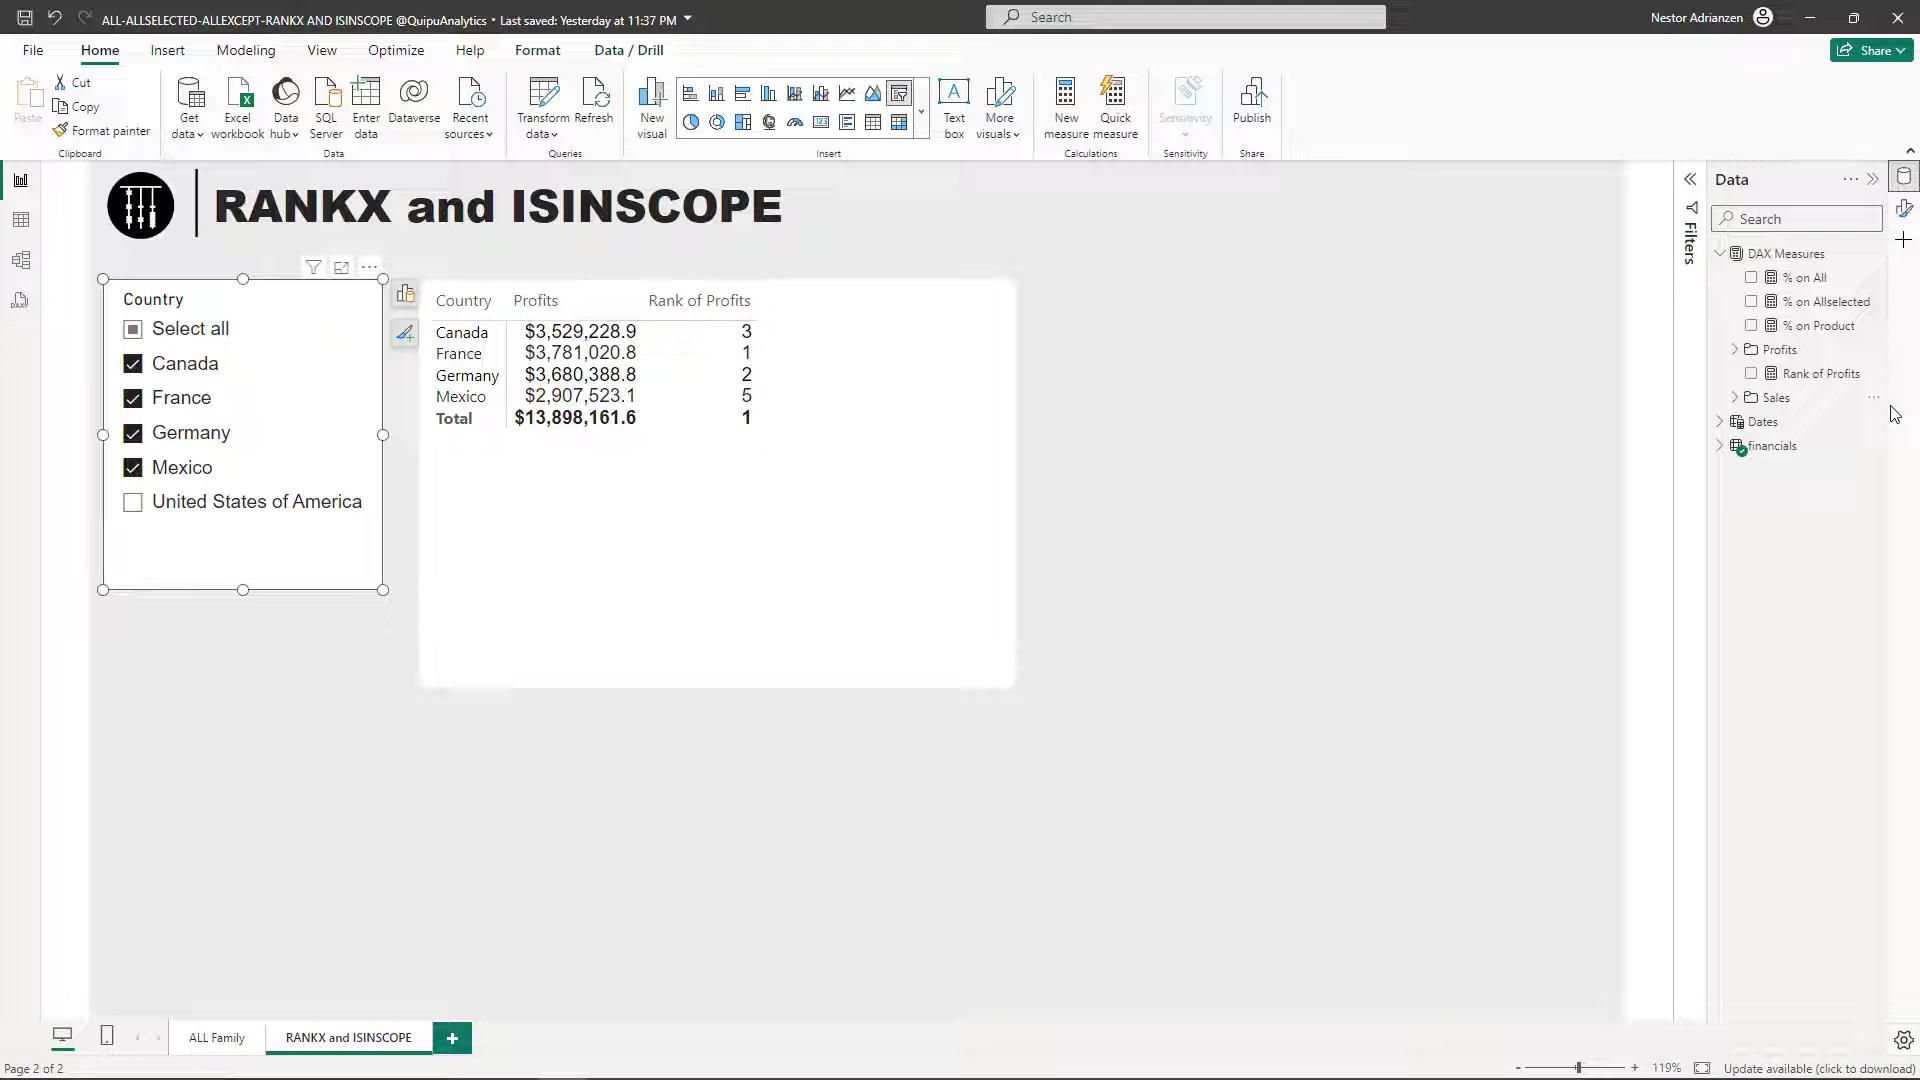 ALL-ALLSELECTED-ALLEXCEPT-RANKX AND ISINSCOPE @QuipuAnalytics • Last saved: Yesterday at 11:37 PM
Search
Nestor Adrianzen
File Home Insert Modeling View Optimize Help Format Data / Drill
Share
Paste
Cut
Copy
Format painter
Clipboard
Get data
Excel workbook
Data hub
SQL Server
Enter data
Dataverse
Recent sources
Data
Transform data
Refresh
Queries
New visual
Text box
More visuals
Insert
New measure
Quick measure
Calculations
Sensitivity
Sensitivity
Publish
Share
RANKX and ISINSCOPE
Country
Select all
Canada
France
Germany
Mexico
United States of America
Country Profits Rank of Profits
Canada $3,529,228.9 3
France $3,781,020.8 1
Germany $3,680,388.8 2
Mexico $2,907,523.1 5
Total $13,898,161.6 1
Filters
Data
Search
DAX Measures
% on All
% on Allselected
% on Product
Profits
Rank of Profits
Sales
Dates
financials
DAX
ALL Family
RANKX and ISINSCOPE
Page 2 of 2
119%
Update available (click to download)